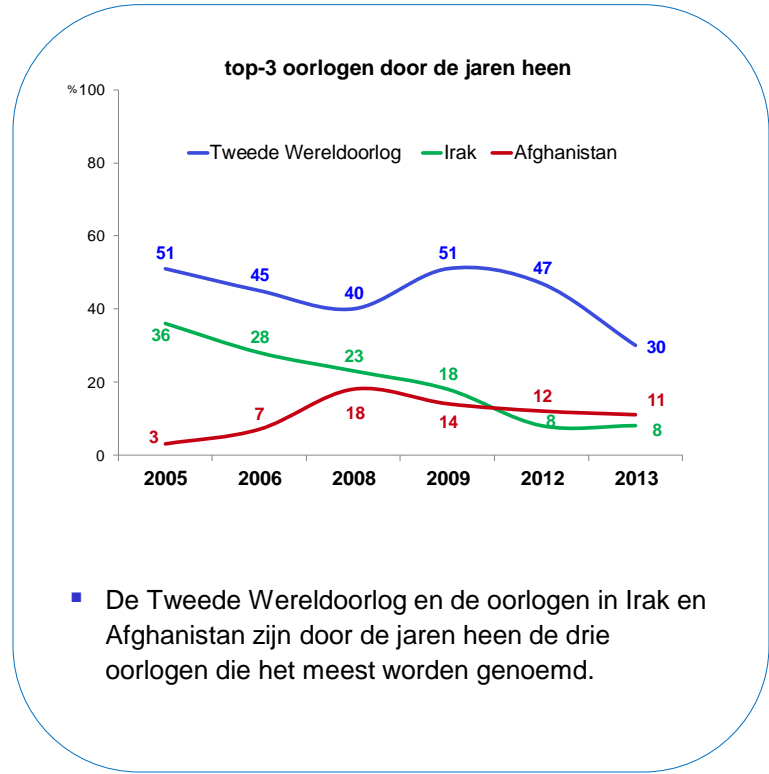 top-3 oorlogen door de jaren heen
%100
Tweede Wereldoorlog Irak Afghanistan
80
60
51 45 40 51 47 30
40
36 28 23 18 8 8
20
3 7 18 14 12 11
0
2005 2006 2008 2009 2012 2013
▪ De Tweede Wereldoorlog en de oorlogen in Irak en
Afghanistan zijn door de jaren heen de drie
oorlogen die het meest worden genoemd.